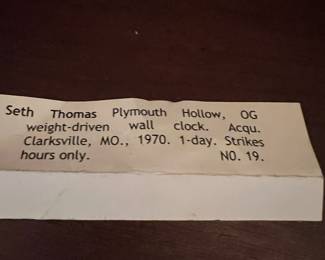 Seth Thomas Plymouth Hollow, OG
weight-driven wall clock. Acqu.
Clarksville, MO., 1970. 1-day. Strikes
hours only. NO. 19.